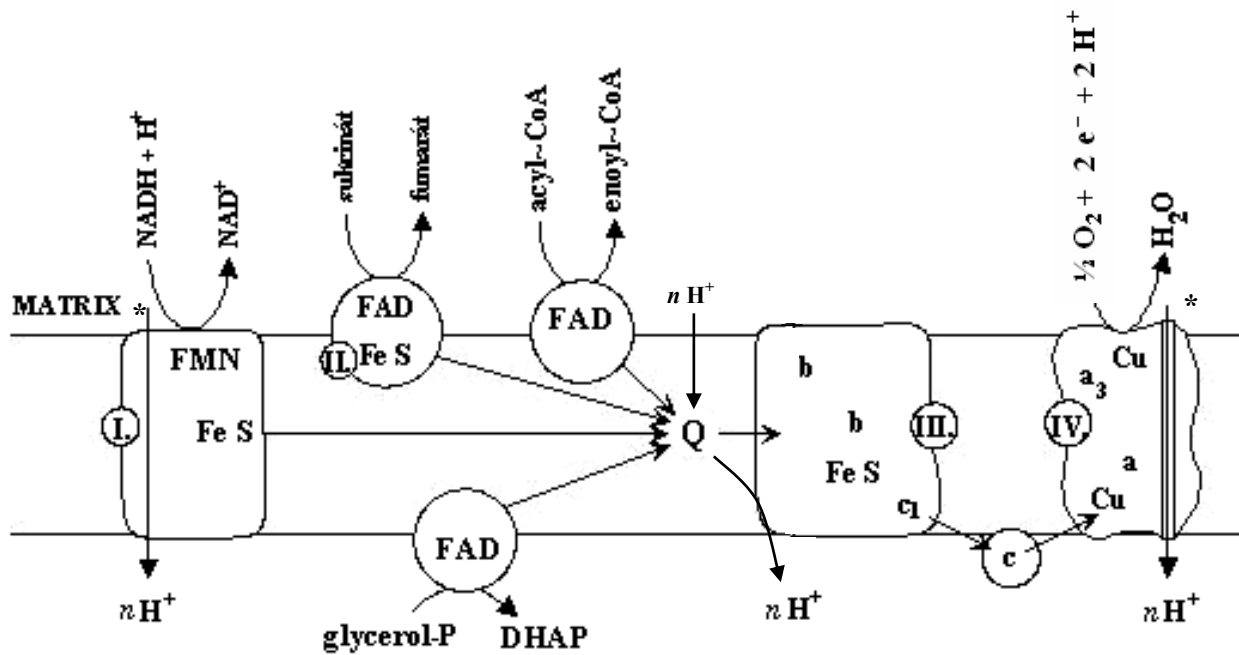 NADH + H⁺
NAD⁺
sukcinát
fumarát
acyl~CoA
enoyl~CoA
½ O₂ + 2 e⁻ + 2 H⁺
H₂O
MATRIX *
FMN
Fe S
I.
FAD
Fe S
II.
FAD
n H⁺
Q
b
b
Fe S
c₁
III.
c
IV.
Cu
a₃
a
Cu
*
FAD
glycerol-P
DHAP
n H⁺
n H⁺
n H⁺